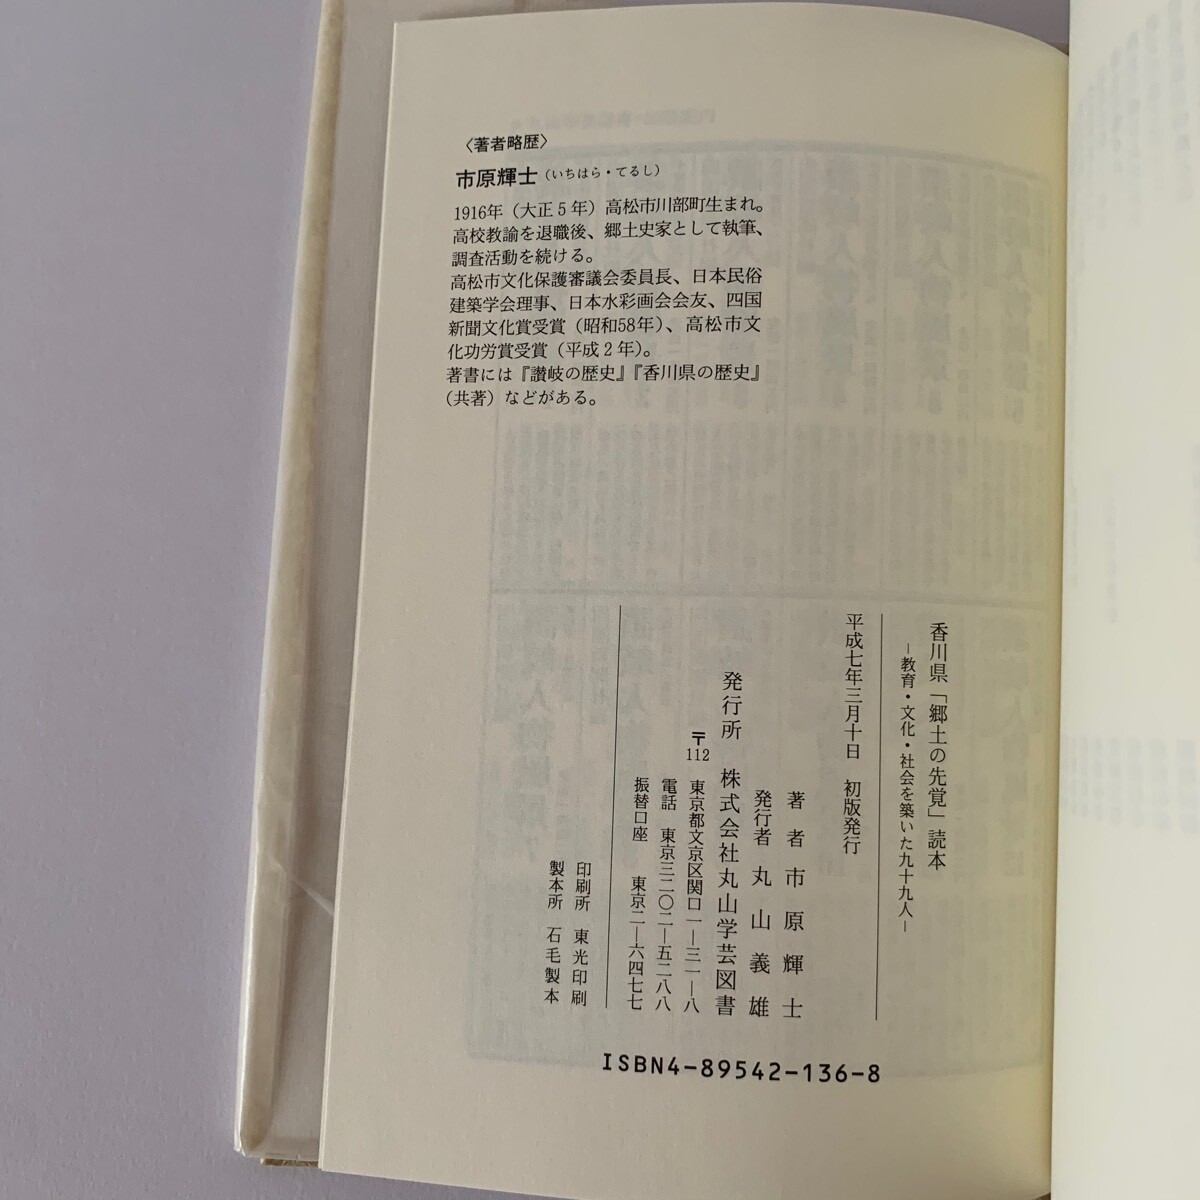 〈著者略歴〉
市原輝士（いちはら・てるし）
1916年（大正5年）高松市川部町生まれ。
高校教諭を退職後、郷土史家として執筆、
調査活動を続ける。
高松市文化保護審議会委員長、日本民俗
建築学会理事、日本水彩画会会友、四国
新聞文化賞受賞（昭和58年）、高松市文
化功労賞受賞（平成2年）。
著書には『讃岐の歴史』『香川県の歴史』
（共著）などがある。
香川県「郷土の先覚」読本
―教育・文化・社会を築いた九十九人―
平成七年三月十日　初版発行
著者　市原輝士
発行者　丸山義雄
発行所　株式会社丸山学芸図書
〒112　東京都文京区関口一―三一―八
電話　東京三二〇二―五二八八
振替口座　東京二―六四七七
印刷所　東光印刷
製本所　石毛製本
ISBN4-89542-136-8